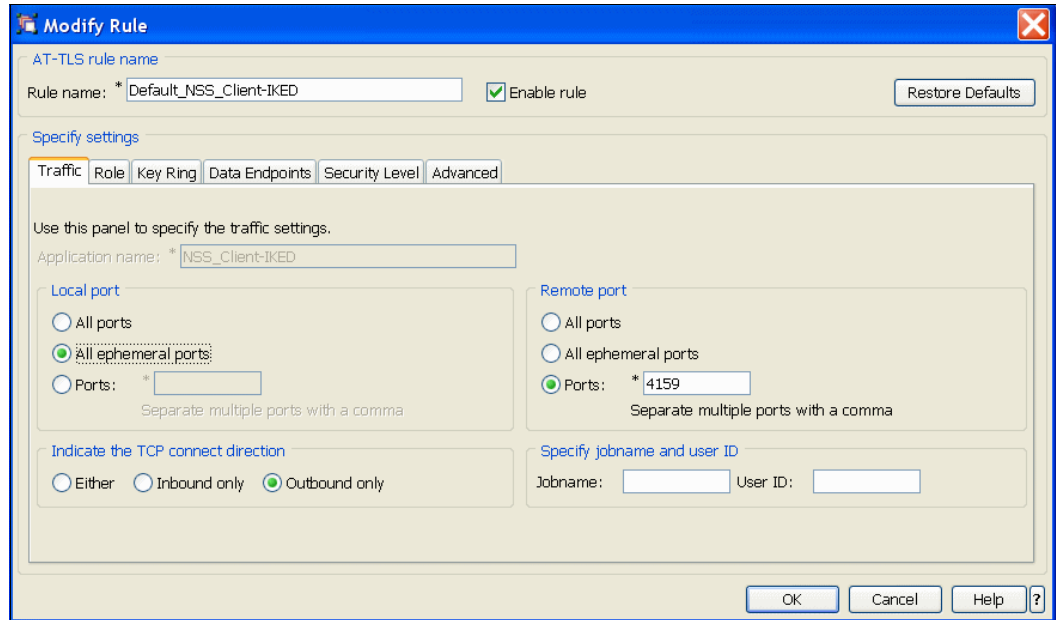 Modify Rule
AT-TLS rule name
Rule name: * Default_NSS_Client-IKED Enable rule Restore Defaults
Specify settings
Traffic Role Key Ring Data Endpoints Security Level Advanced
Use this panel to specify the traffic settings.
Application name: * NSS_Client-IKED
Local port
All ports
All ephemeral ports
Ports: *
Separate multiple ports with a comma
Remote port
All ports
All ephemeral ports
Ports: * 4159
Separate multiple ports with a comma
Indicate the TCP connect direction
Either Inbound only Outbound only
Specify jobname and user ID
Jobname: User ID:
OK Cancel Help ?